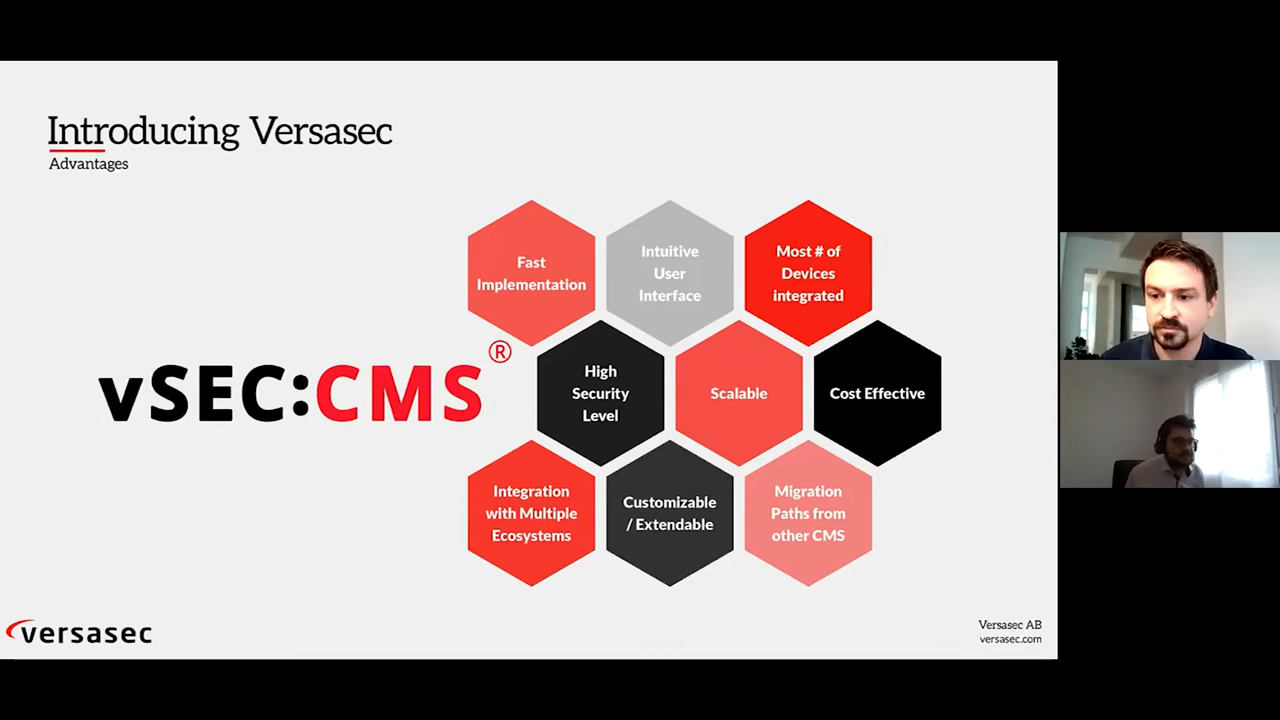 Introducing Versasec
Advantages
Fast
Implementation
Intuitive
User
Interface
Most # of
Devices
integrated
vSEC:CMS®
High
Security
Level
Scalable
Cost Effective
Integration
with Multiple
Ecosystems
Customizable
/ Extendable
Migration
Paths from
other CMS
versasec
Versasec AB
versasec.com